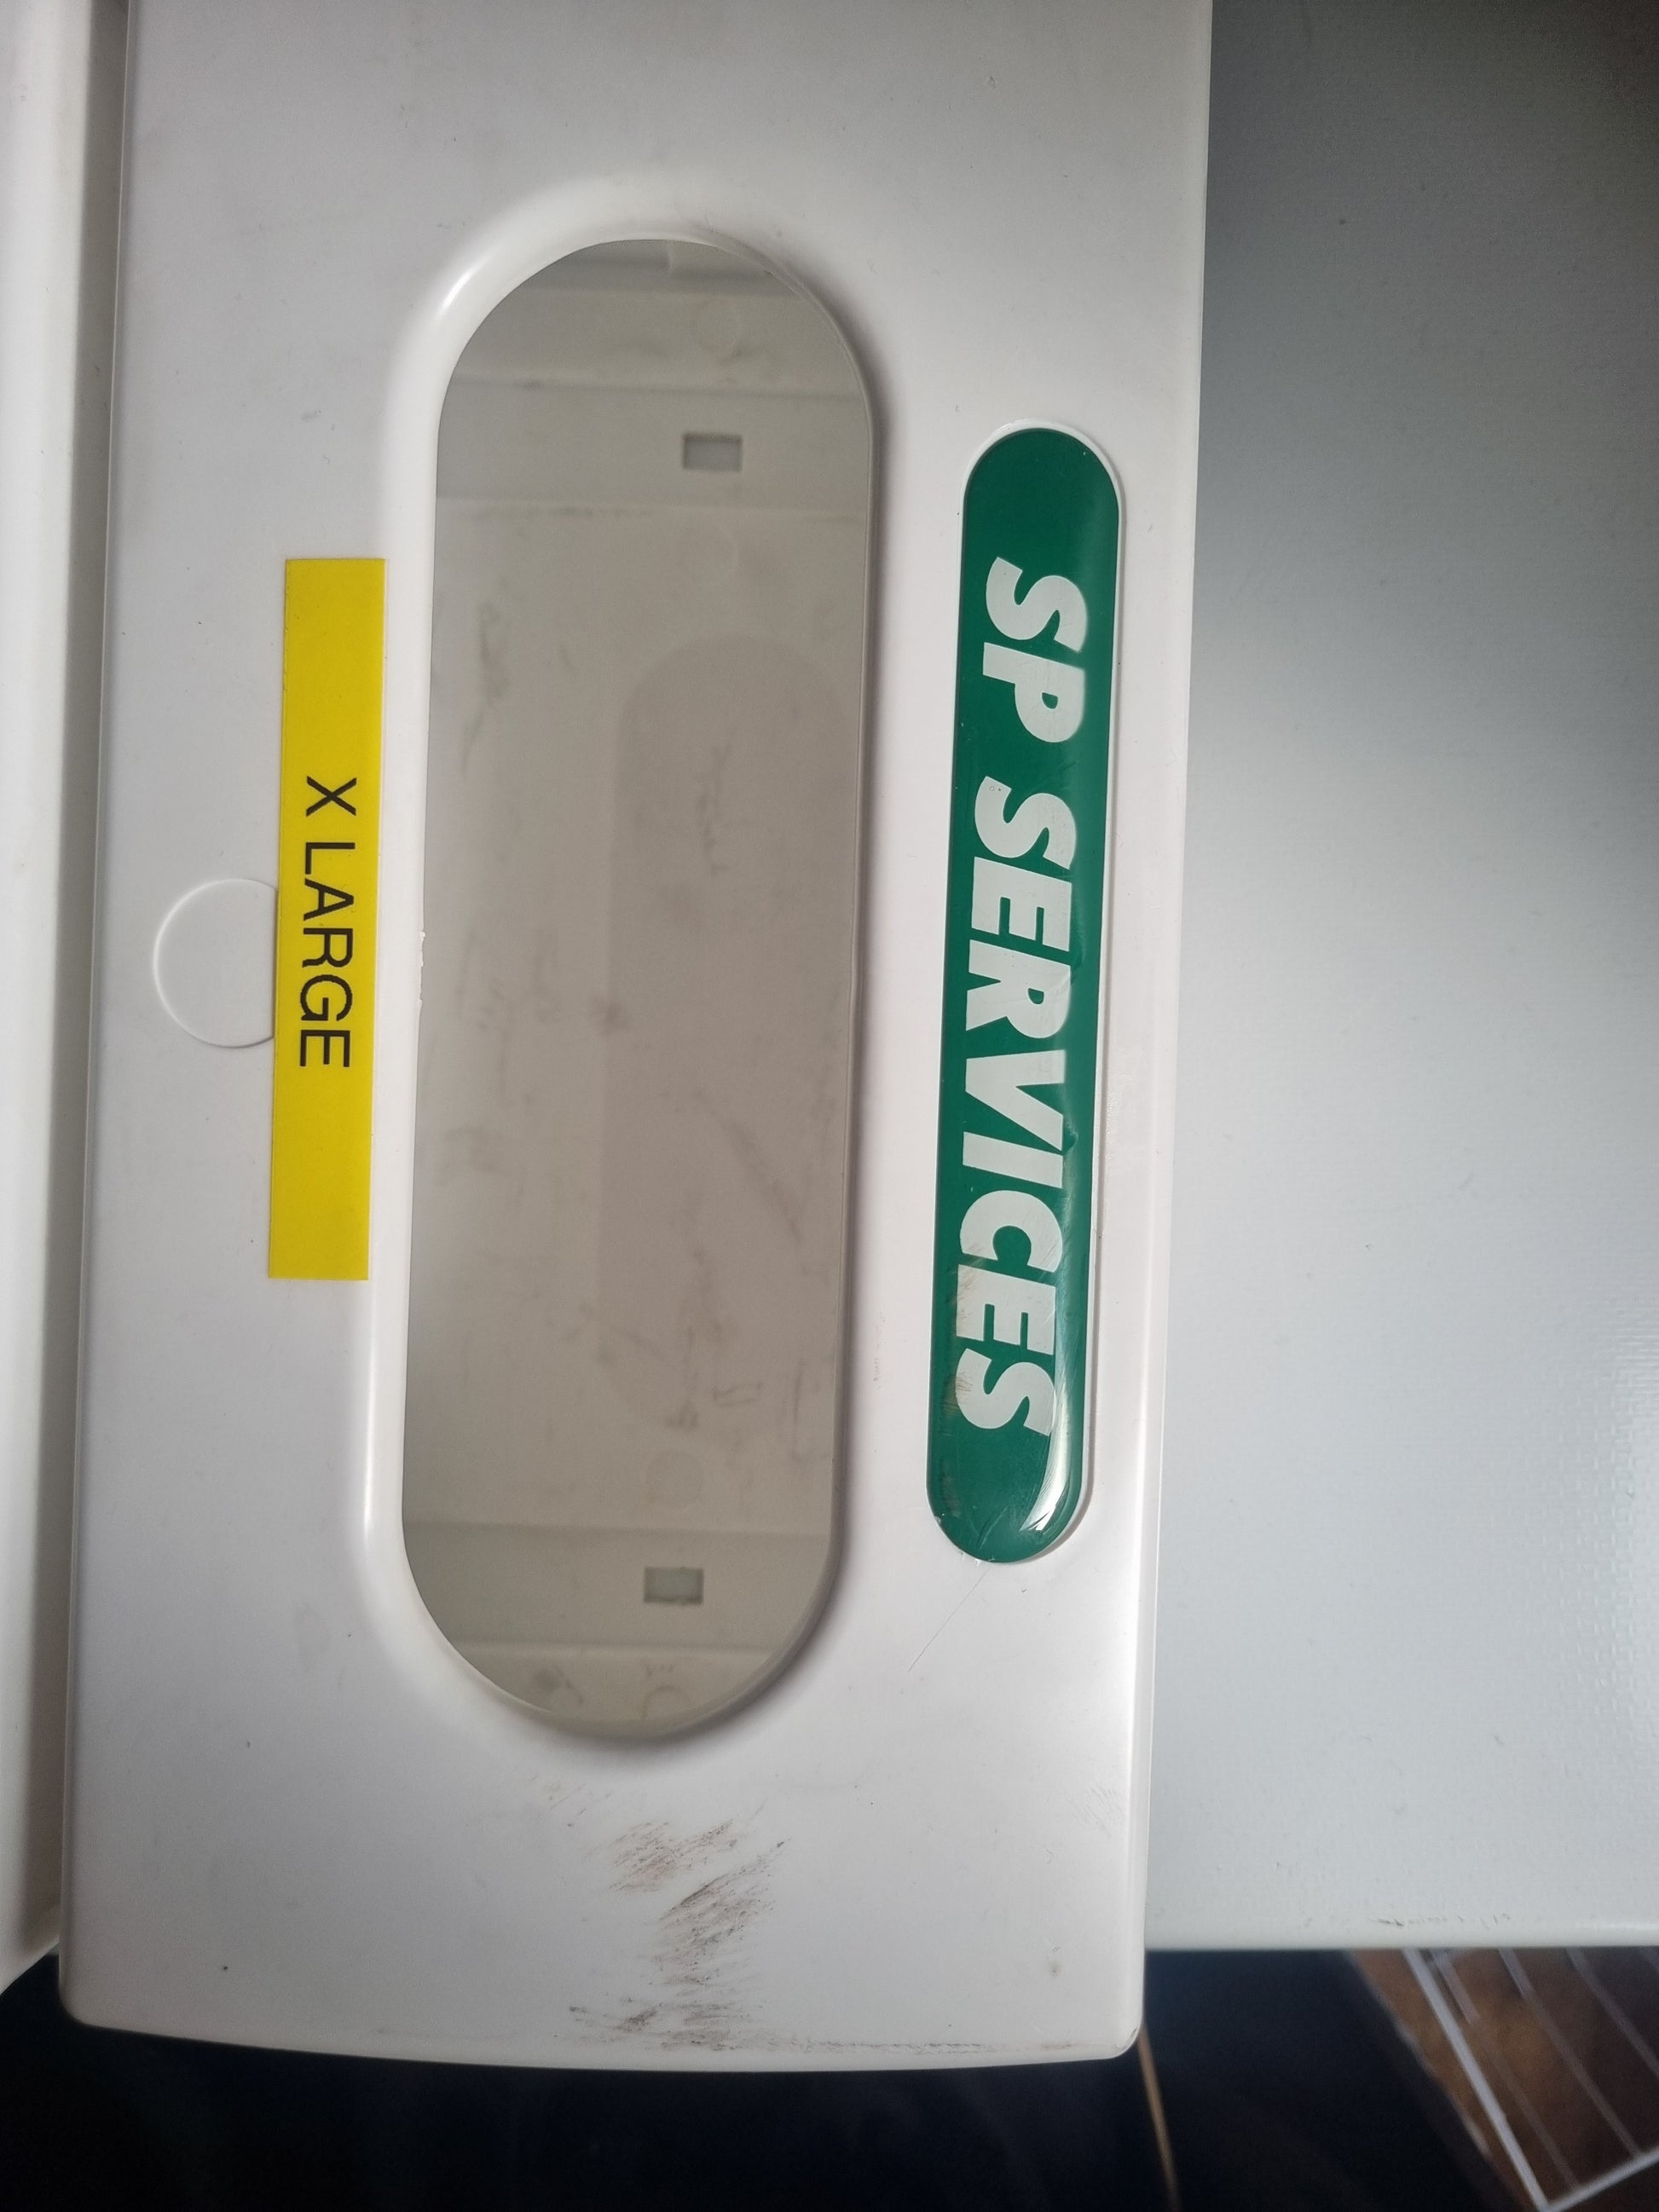 SP SERVICES
X LARGE